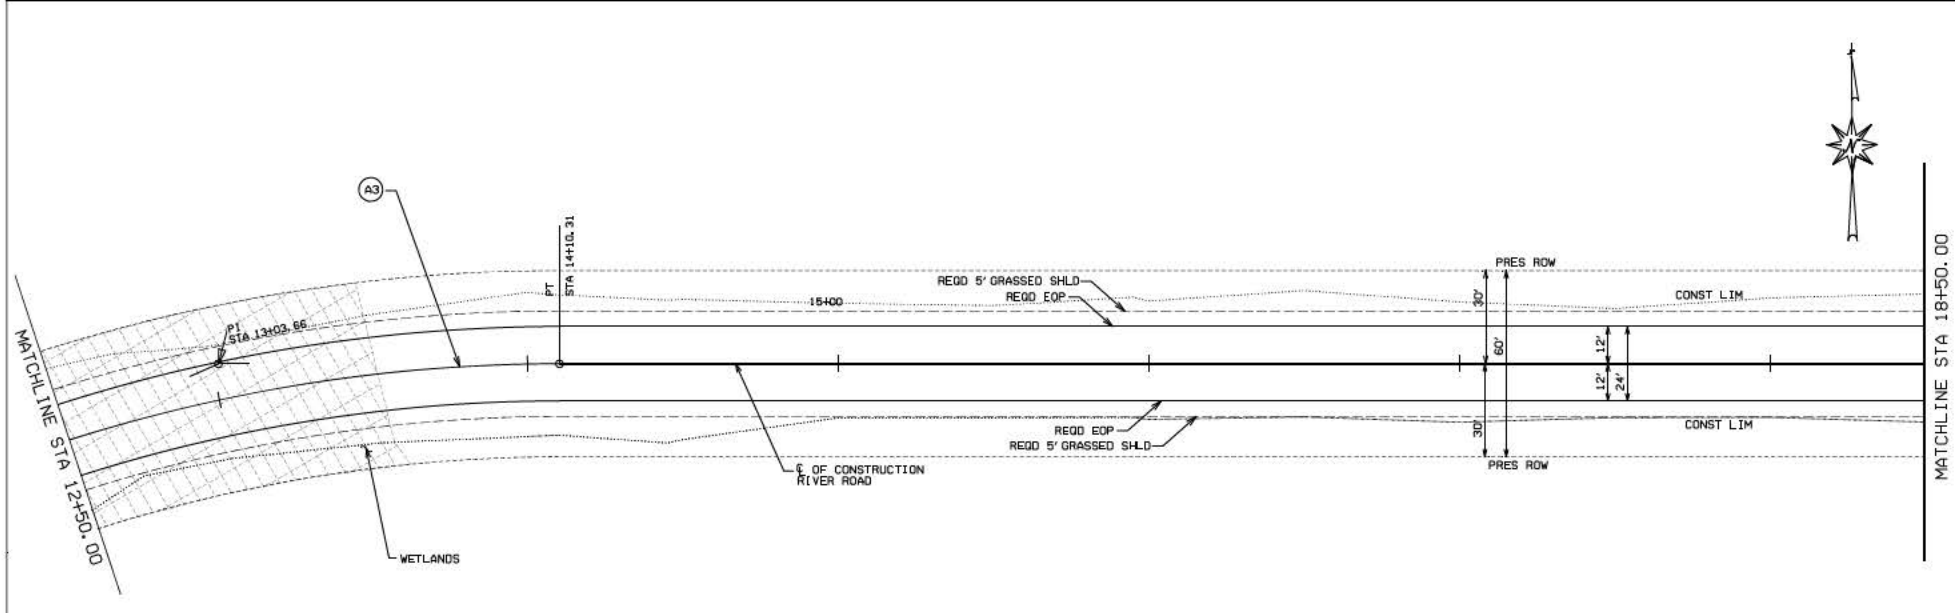 MATCHLINE STA 12+50.00
PI
STA 13+03.66
A3
WETLANDS
PT
STA 14+10.31
15+00
℄ OF CONSTRUCTION
RIVER ROAD
REQD 5' GRASSED SHLD
REQD EOP
REQD EOP
REQD 5' GRASSED SHLD
PRES ROW
30'
60'
30'
PRES ROW
12'
12'
24'
CONST LIM
CONST LIM
N
MATCHLINE STA 18+50.00